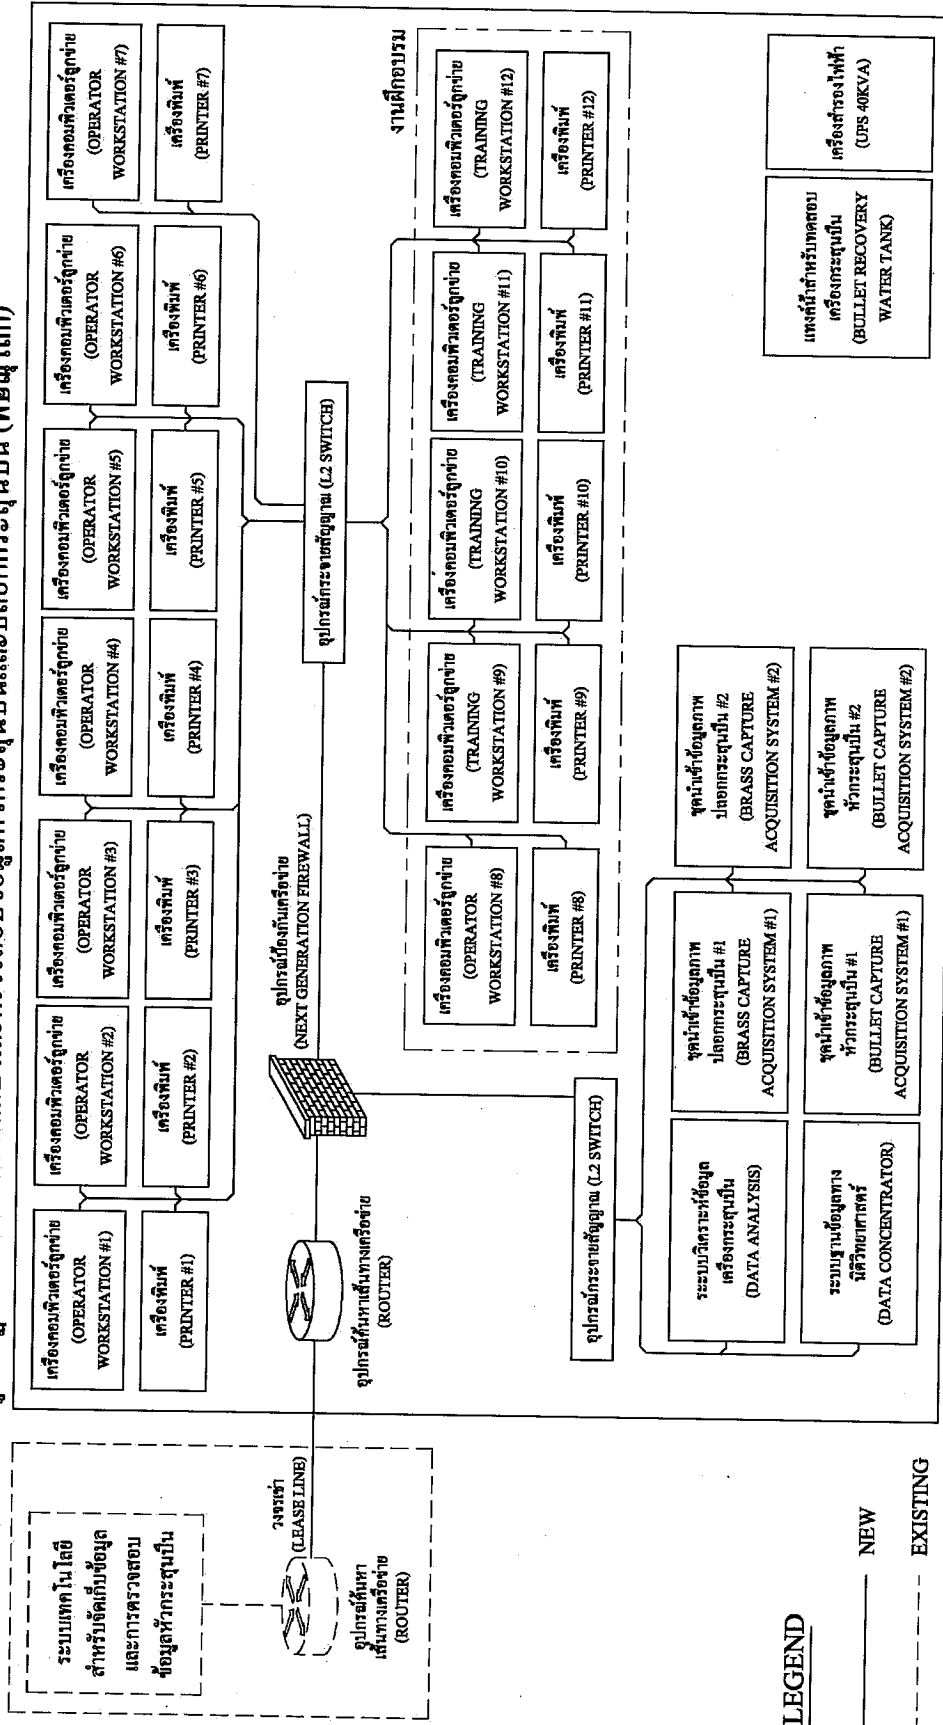 เครื่องคอมพิวเตอร์ลูกข่าย
(OPERATOR
WORKSTATION #1)
เครื่องพิมพ์
(PRINTER #1)
เครื่องคอมพิวเตอร์ลูกข่าย
(OPERATOR
WORKSTATION #2)
เครื่องพิมพ์
(PRINTER #2)
เครื่องคอมพิวเตอร์ลูกข่าย
(OPERATOR
WORKSTATION #3)
เครื่องพิมพ์
(PRINTER #3)
เครื่องคอมพิวเตอร์ลูกข่าย
(OPERATOR
WORKSTATION #4)
เครื่องพิมพ์
(PRINTER #4)
เครื่องคอมพิวเตอร์ลูกข่าย
(OPERATOR
WORKSTATION #5)
เครื่องพิมพ์
(PRINTER #5)
เครื่องคอมพิวเตอร์ลูกข่าย
(OPERATOR
WORKSTATION #6)
เครื่องพิมพ์
(PRINTER #6)
เครื่องคอมพิวเตอร์ลูกข่าย
(OPERATOR
WORKSTATION #7)
เครื่องพิมพ์
(PRINTER #7)
ระบบเทคโนโลยี
สำหรับจัดเก็บข้อมูล
และการตรวจสอบ
ข้อมูลหัวกระสุนปืน
วงจรเช่า
(LEASE LINE)
อุปกรณ์ค้นหา
เส้นทางเครือข่าย
(ROUTER)
อุปกรณ์ค้นหาเส้นทางเครือข่าย
(ROUTER)
อุปกรณ์ป้องกันเครือข่าย
(NEXT GENERATION FIREWALL)
อุปกรณ์กระจายสัญญาณ (L2 SWITCH)
งานฝึกอบรม
เครื่องคอมพิวเตอร์ลูกข่าย
(OPERATOR
WORKSTATION #8)
เครื่องพิมพ์
(PRINTER #8)
เครื่องคอมพิวเตอร์ลูกข่าย
(TRAINING
WORKSTATION #9)
เครื่องพิมพ์
(PRINTER #9)
เครื่องคอมพิวเตอร์ลูกข่าย
(TRAINING
WORKSTATION #10)
เครื่องพิมพ์
(PRINTER #10)
เครื่องคอมพิวเตอร์ลูกข่าย
(TRAINING
WORKSTATION #11)
เครื่องพิมพ์
(PRINTER #11)
เครื่องคอมพิวเตอร์ลูกข่าย
(TRAINING
WORKSTATION #12)
เครื่องพิมพ์
(PRINTER #12)
อุปกรณ์กระจายสัญญาณ (L2 SWITCH)
ระบบวิเคราะห์ข้อมูล
เครื่องกระสุนปืน
(DATA ANALYSIS)
ชุดนำเข้าข้อมูลภาพ
ปลอกกระสุนปืน #1
(BRASS CAPTURE
ACQUISITION SYSTEM #1)
ชุดนำเข้าข้อมูลภาพ
ปลอกกระสุนปืน #2
(BRASS CAPTURE
ACQUISITION SYSTEM #2)
ระบบฐานข้อมูลทาง
นิติวิทยาศาสตร์
(DATA CONCENTRATOR)
ชุดนำเข้าข้อมูลภาพ
หัวกระสุนปืน #1
(BULLET CAPTURE
ACQUISITION SYSTEM #1)
ชุดนำเข้าข้อมูลภาพ
หัวกระสุนปืน #2
(BULLET CAPTURE
ACQUISITION SYSTEM #2)
แทงค์น้ำสำหรับทดสอบ
เครื่องกระสุนปืน
(BULLET RECOVERY
WATER TANK)
เครื่องสำรองไฟฟ้า
(UPS 40KVA)
LEGEND
NEW
EXISTING